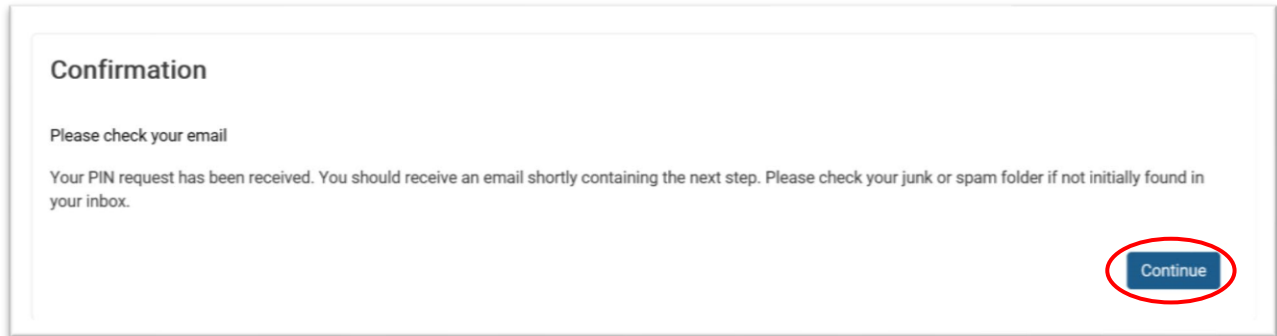 Confirmation
Please check your email
Your PIN request has been received. You should receive an email shortly containing the next step. Please check your junk or spam folder if not initially found in
your inbox.
Continue